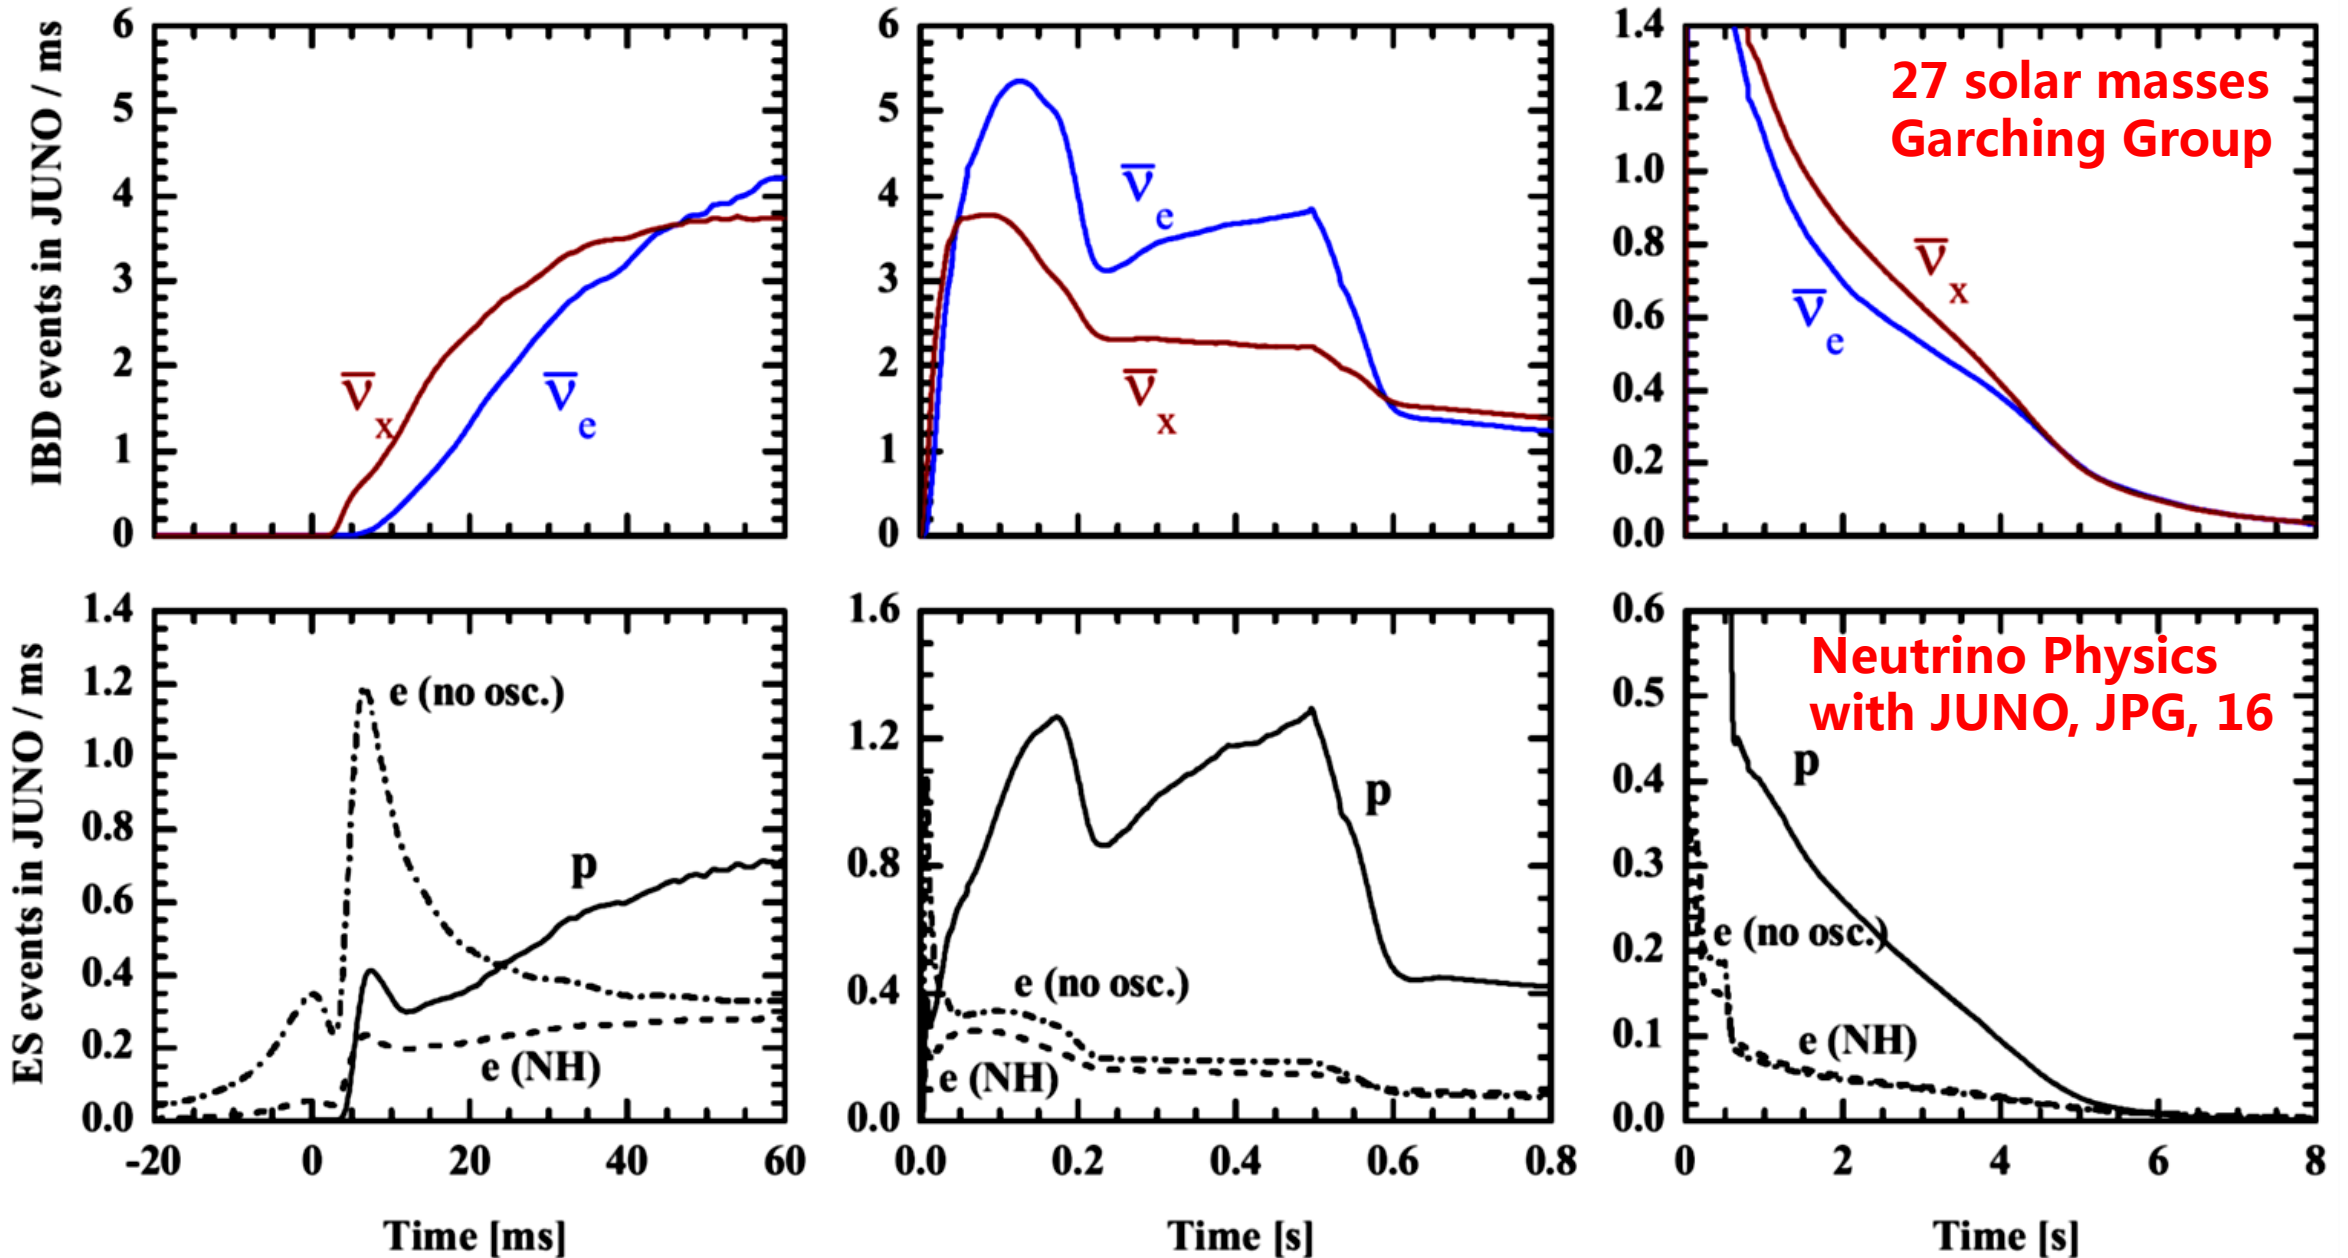 IBD events in JUNO / ms
6
5
4
3
2
1
0
ν̅x
ν̅e
6
5
4
3
2
1
0
ν̅e
ν̅x
1.4
1.2
1.0
0.8
0.6
0.4
0.2
0.0
27 solar masses
Garching Group
ν̅x
ν̅e
ES events in JUNO / ms
1.4
1.2
1.0
0.8
0.6
0.4
0.2
0.0
e (no osc.)
p
e (NH)
-20 0 20 40 60
Time [ms]
1.6
1.2
0.8
0.4
0.0
p
e (no osc.)
e (NH)
0.0 0.2 0.4 0.6 0.8
Time [s]
0.6
0.5
0.4
0.3
0.2
0.1
0.0
Neutrino Physics
with JUNO, JPG, 16
p
e (no osc.)
e (NH)
0 2 4 6 8
Time [s]